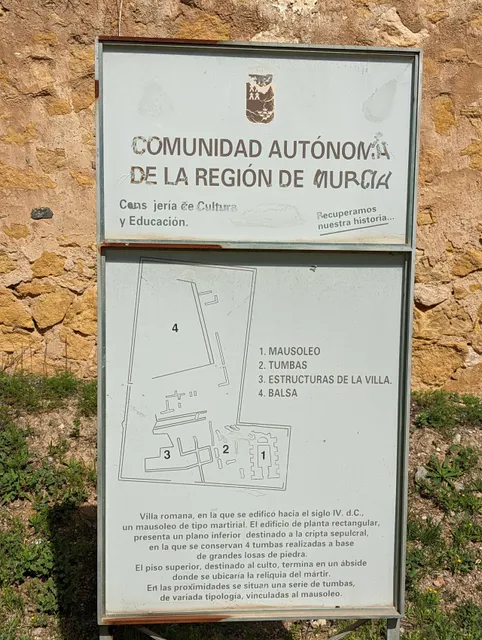 COMUNIDAD AUTÓNOMA
DE LA REGIÓN DE MURCIA
Cons jería de Cultura
y Educación.
Recuperamos
nuestra historia...
4
1. MAUSOLEO
2. TUMBAS
3. ESTRUCTURAS DE LA VILLA.
4. BALSA
3
2
1
Villa romana, en la que se edificó hacia el siglo IV. d.C.,
un mausoleo de tipo martirial. El edificio de planta rectangular,
presenta un plano inferior destinado a la cripta sepulcral,
en la que se conservan 4 tumbas realizadas a base
de grandes losas de piedra.
El piso superior, destinado al culto, termina en un ábside
donde se ubicaria la reliquia del mártir.
En las proximidades se situan una serie de tumbas,
de variada tipología, vinculadas al mausoleo.